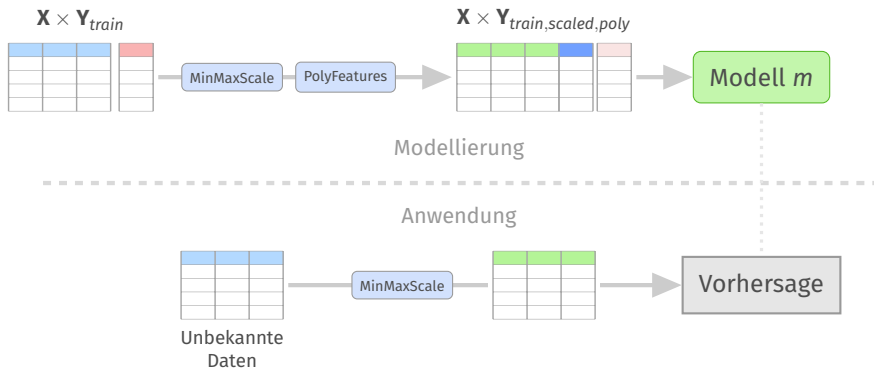 X × Y_train
X × Y_train,scaled,poly
MinMaxScale
PolyFeatures
Modell m
Modellierung
Anwendung
MinMaxScale
Vorhersage
Unbekannte
Daten